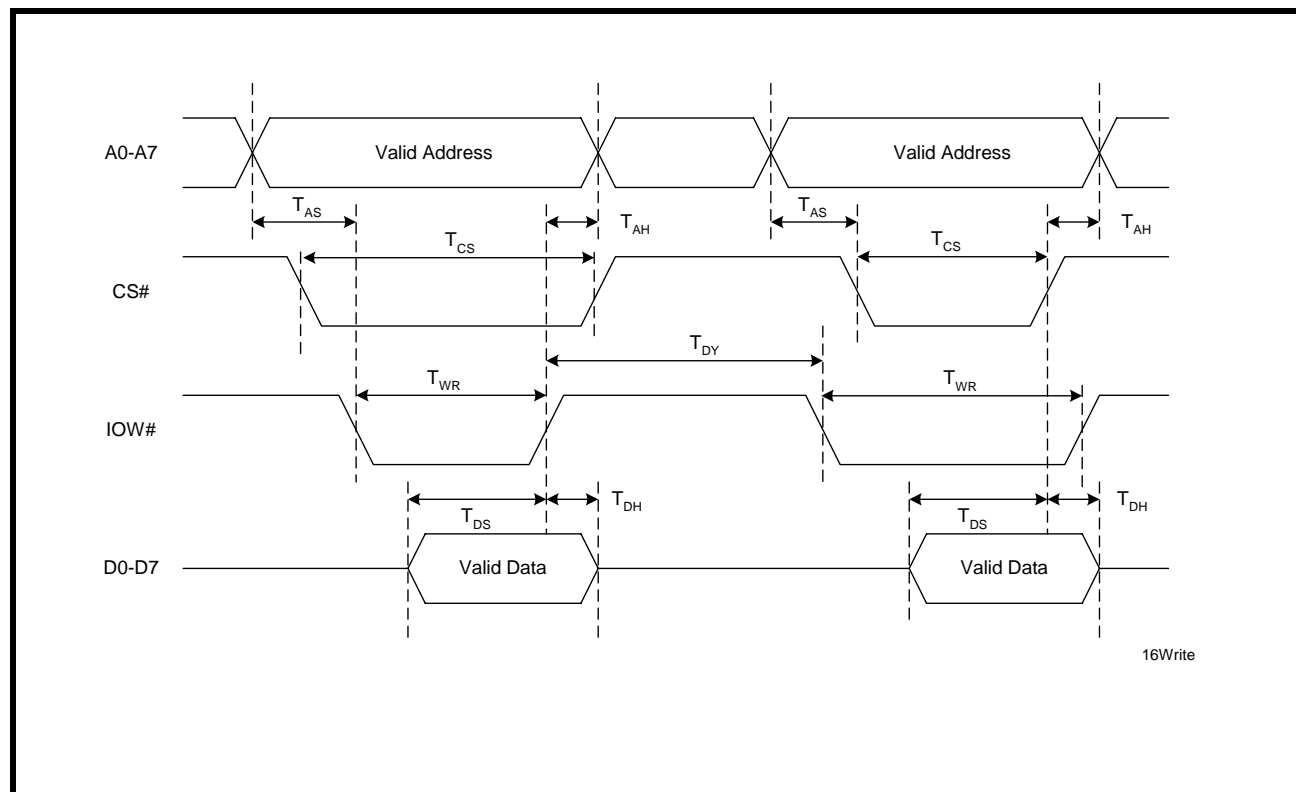 A0-A7
Valid Address
Valid Address
TAS
TAH
TAS
TAH
TCS
TCS
CS#
TDY
TWR
TWR
IOW#
TDS
TDH
TDS
TDH
D0-D7
Valid Data
Valid Data
16Write